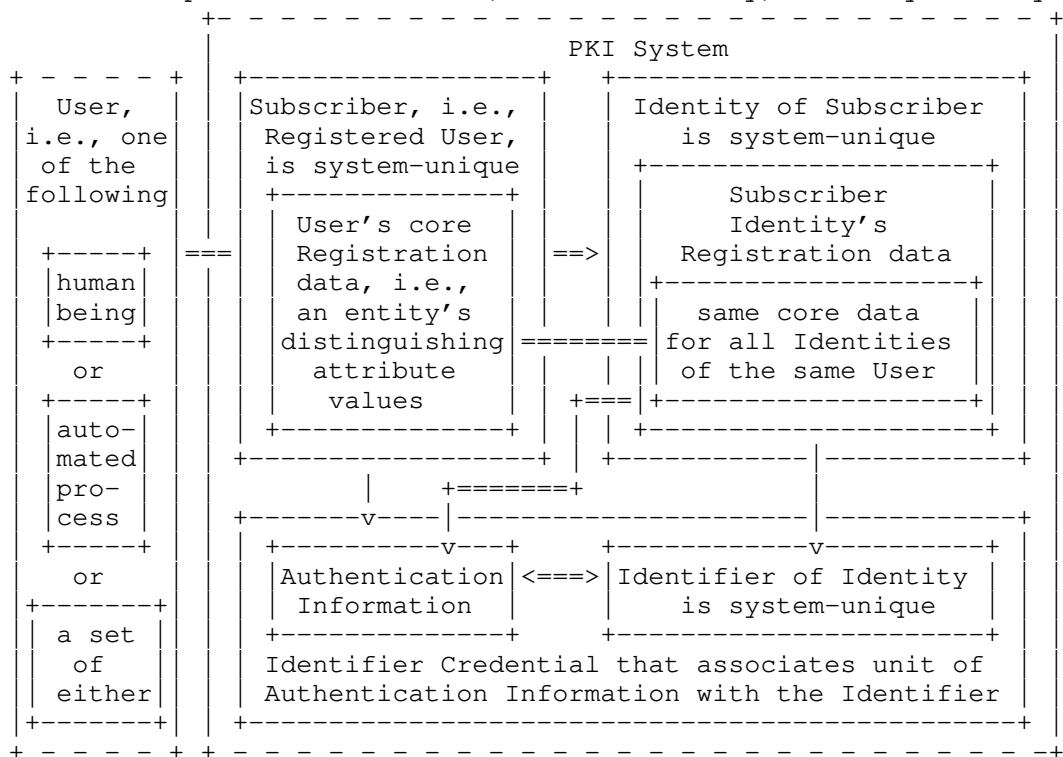 PKI System
User,
i.e., one
of the
following
human
being
or
auto-
mated
pro-
cess
or
a set
of
either
Subscriber, i.e.,
Registered User,
is system-unique
User's core
Registration
data, i.e.,
an entity's
distinguishing
attribute
values
Identity of Subscriber
is system-unique
Subscriber
Identity's
Registration data
same core data
for all Identities
of the same User
Authentication
Information
Identifier of Identity
is system-unique
Identifier Credential that associates unit of
Authentication Information with the Identifier